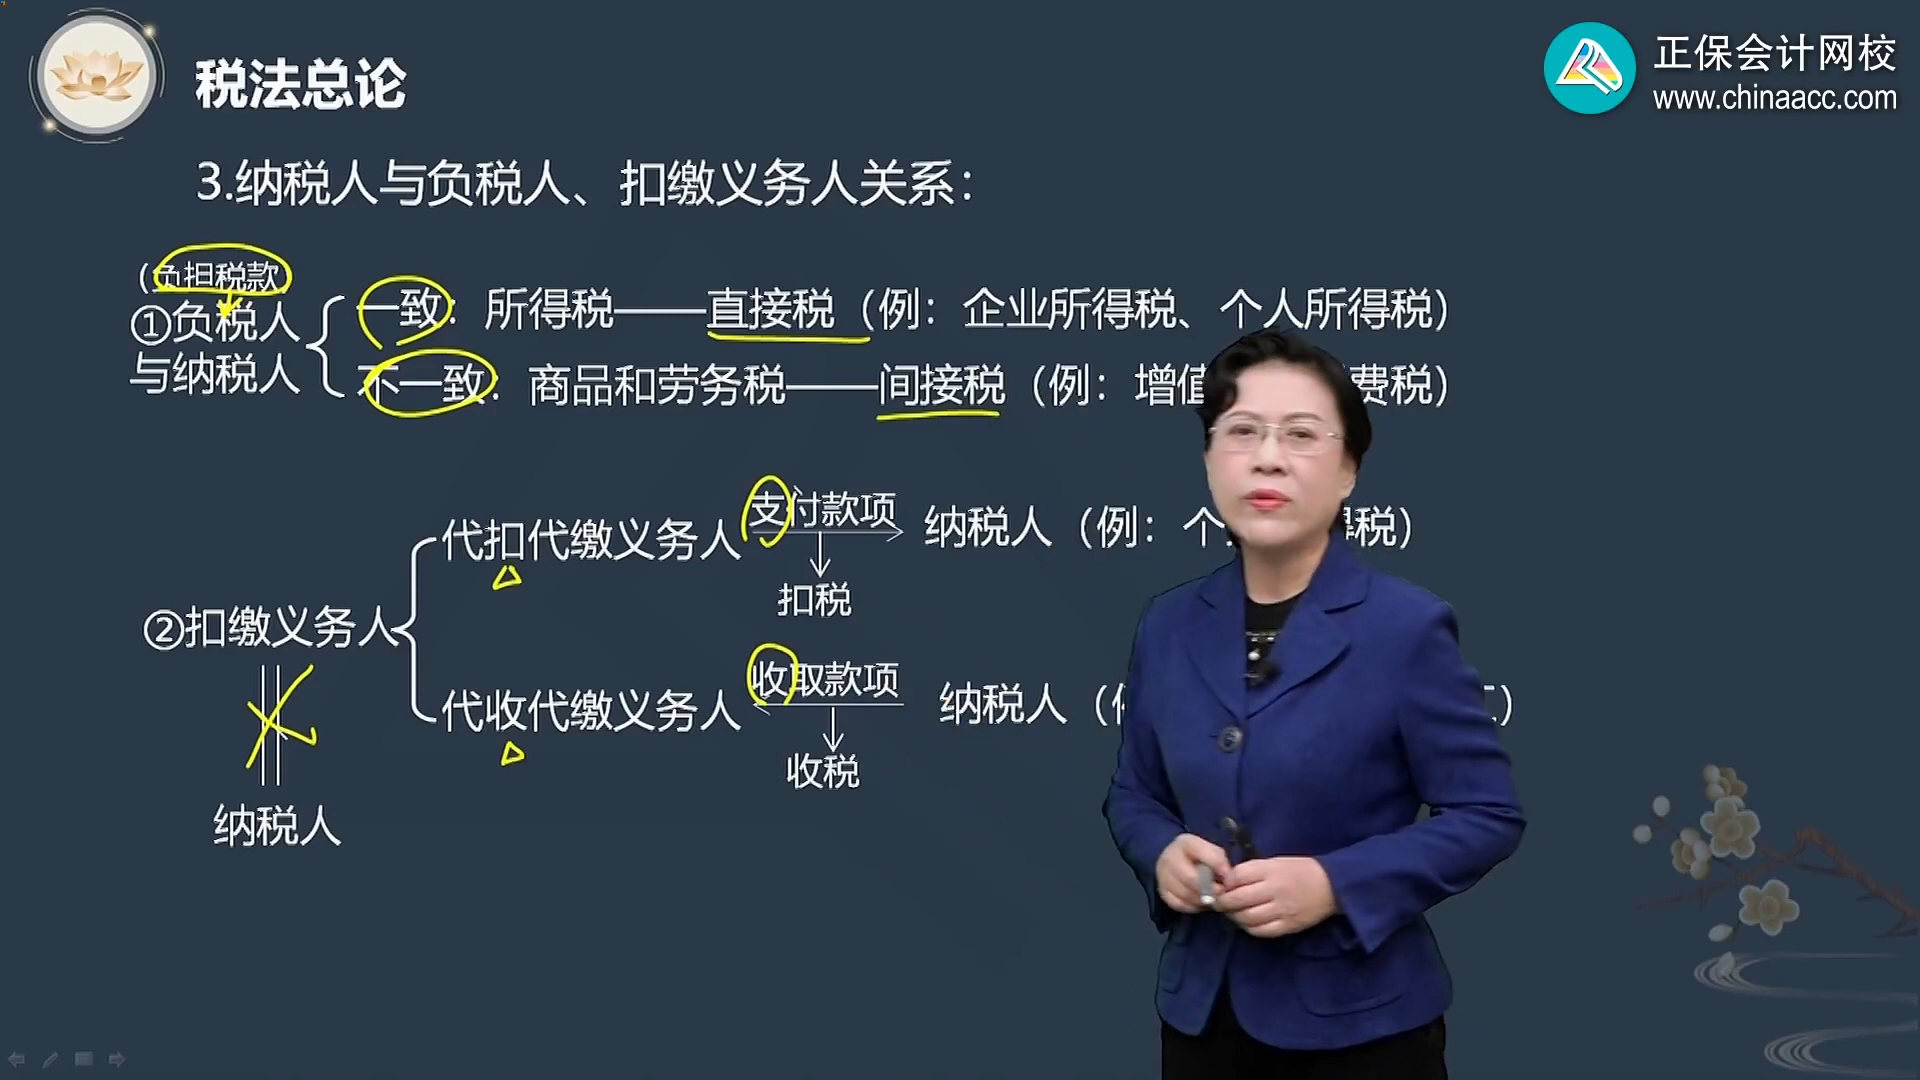 税法总论
正保会计网校
www.chinaacc.com
3.纳税人与负税人、扣缴义务人关系：
（负担税款）
①负税人
与纳税人
一致：所得税——直接税（例：企业所得税、个人所得税）
不一致：商品和劳务税——间接税（例：增值 费税）
②扣缴义务人
代扣代缴义务人
支付款项
扣税
纳税人（例：个 得税）
代收代缴义务人
收取款项
收税
纳税人（
纳税人